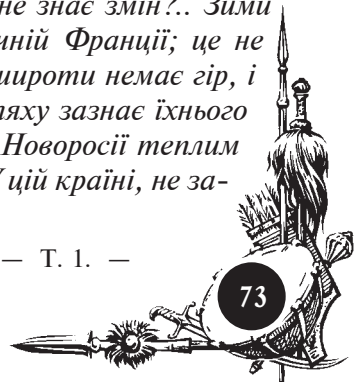 не знає змін?.. Зими
чній Франції; це не
широти немає гір, і
ляху зазнає їхнього
Новоросії теплим
цій країні, не за-
— Т. 1. —
73